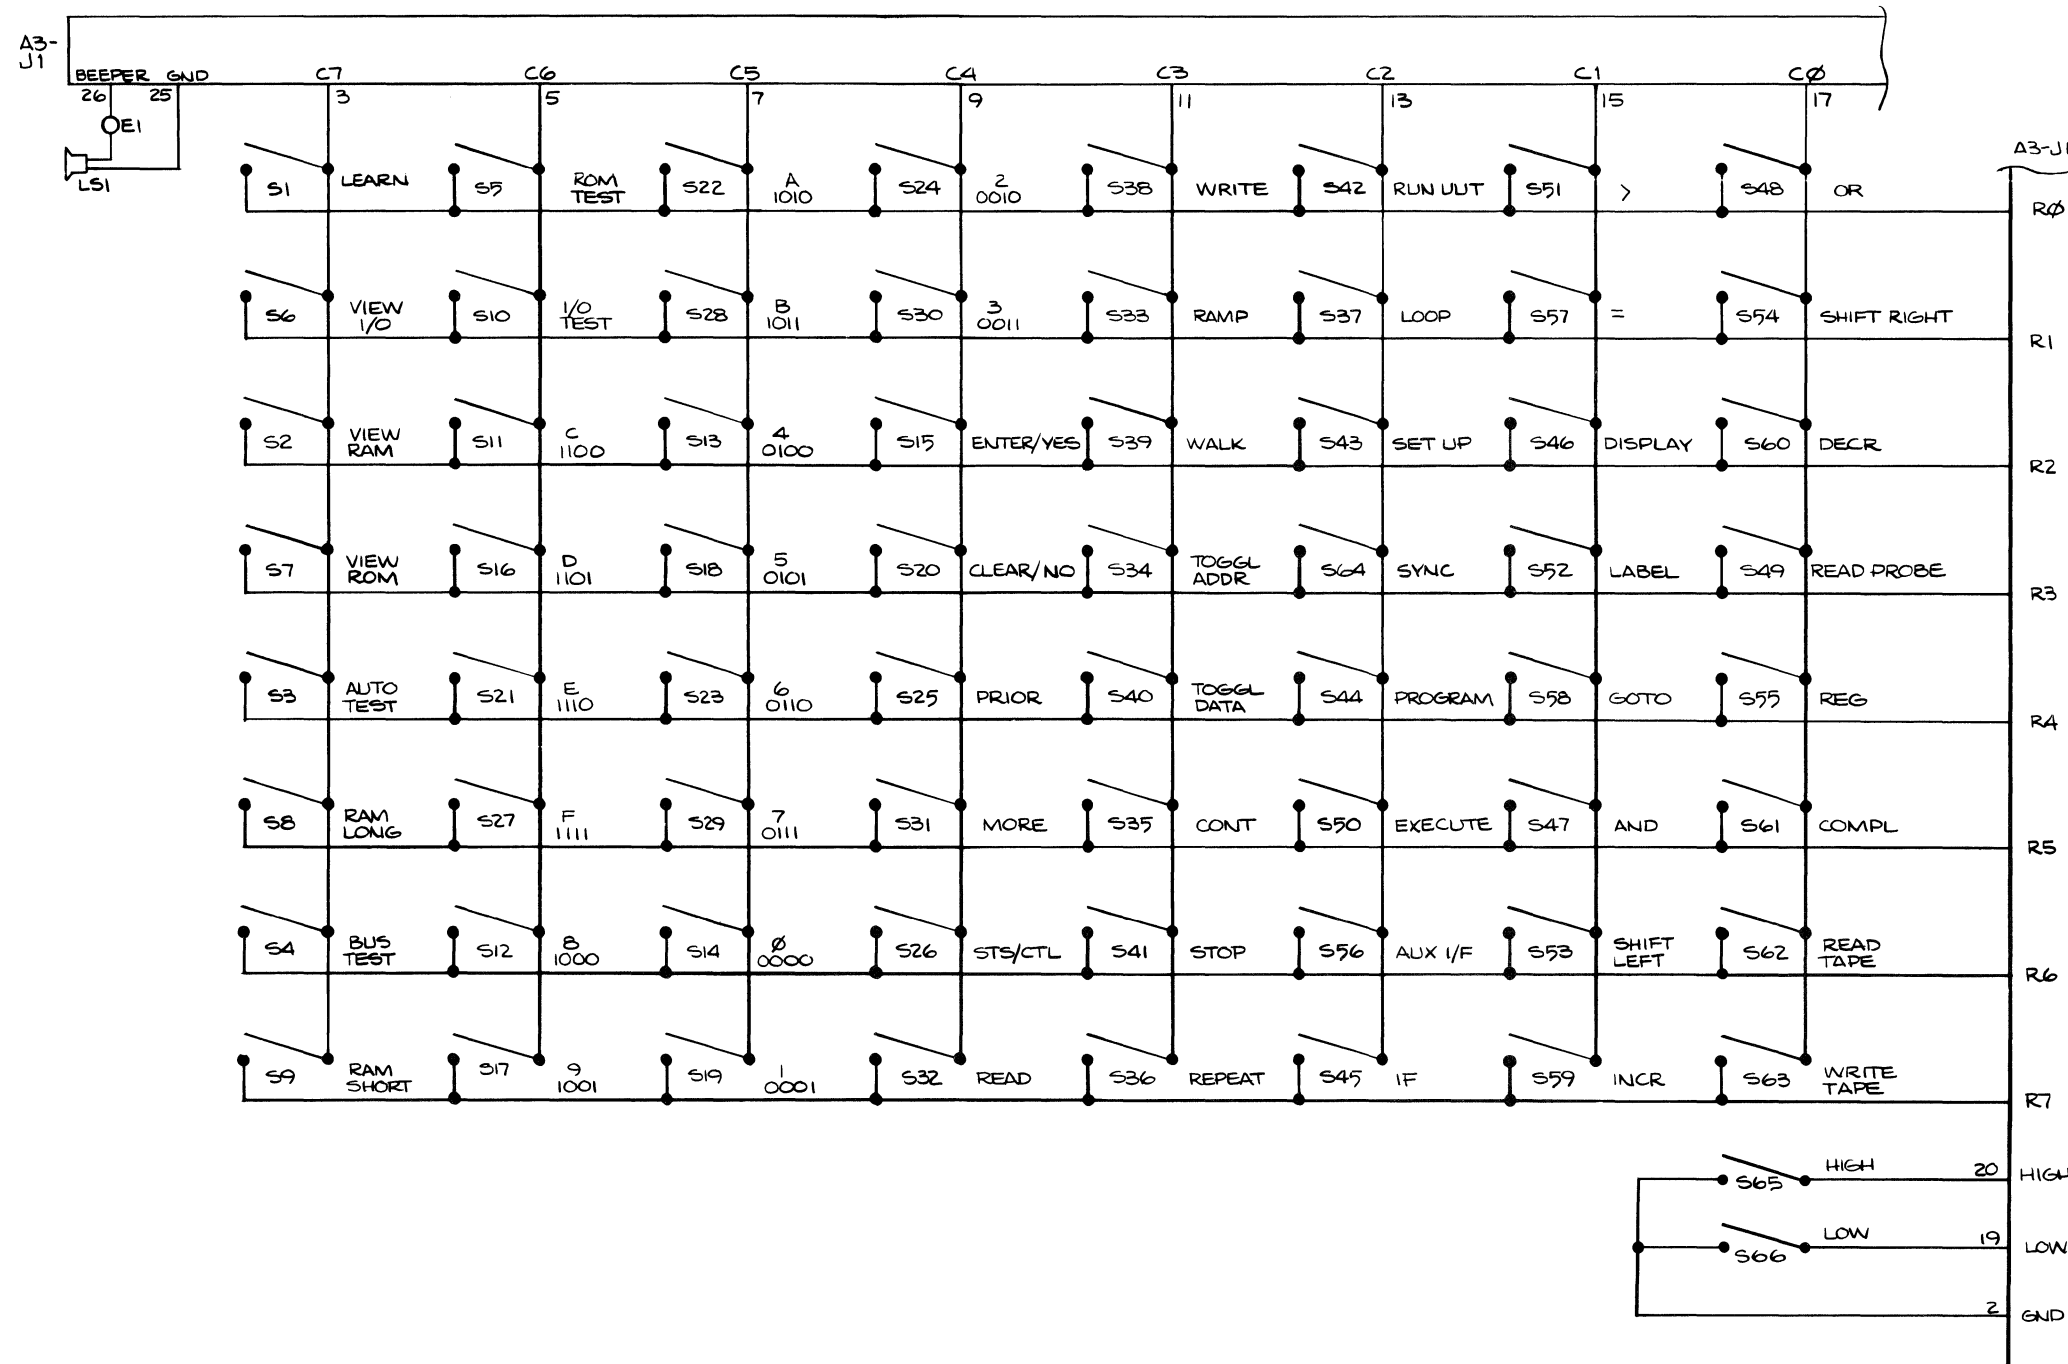 A3-
J1
BEEPER GND C7 C6 C5 C4 C3 C2 C1 CØ
26 25 3 5 7 9 11 13 15 17
E1
LS1
A3-J1
S1 LEARN S5 ROM TEST S22 A 1010 S24 2 0010 S38 WRITE S42 RUN UUT S51 > S48 OR RØ
S6 VIEW I/O S10 I/O TEST S28 B 1011 S30 3 0011 S33 RAMP S37 LOOP S57 = S54 SHIFT RIGHT R1
S2 VIEW RAM S11 C 1100 S13 4 0100 S15 ENTER/YES S39 WALK S43 SET UP S46 DISPLAY S60 DECR R2
S7 VIEW ROM S16 D 1101 S18 5 0101 S20 CLEAR/NO S34 TOGGL ADDR S64 SYNC S52 LABEL S49 READ PROBE R3
S3 AUTO TEST S21 E 1110 S23 6 0110 S25 PRIOR S40 TOGGL DATA S44 PROGRAM S58 GOTO S55 REG R4
S8 RAM LONG S27 F 1111 S29 7 0111 S31 MORE S35 CONT S50 EXECUTE S47 AND S61 COMPL R5
S4 BUS TEST S12 8 1000 S14 Ø 0000 S26 STS/CTL S41 STOP S56 AUX I/F S53 SHIFT LEFT S62 READ TAPE R6
S9 RAM SHORT S17 9 1001 S19 1 0001 S32 READ S36 REPEAT S45 IF S59 INCR S63 WRITE TAPE R7
S65 HIGH 20 HIGH
S66 LOW 19 LOW
2 GND